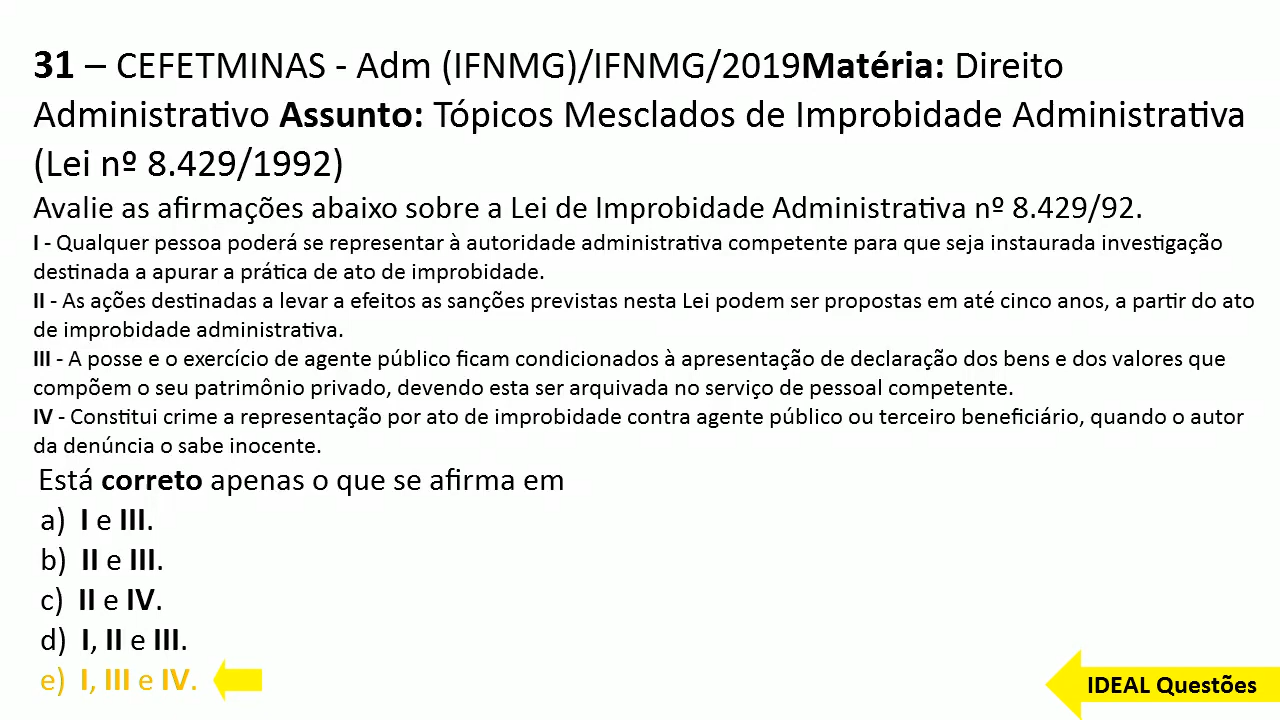 31 – CEFETMINAS - Adm (IFNMG)/IFNMG/2019Matéria: Direito
Administrativo Assunto: Tópicos Mesclados de Improbidade Administrativa
(Lei nº 8.429/1992)
Avalie as afirmações abaixo sobre a Lei de Improbidade Administrativa nº 8.429/92.
I - Qualquer pessoa poderá se representar à autoridade administrativa competente para que seja instaurada investigação
destinada a apurar a prática de ato de improbidade.
II - As ações destinadas a levar a efeitos as sanções previstas nesta Lei podem ser propostas em até cinco anos, a partir do ato
de improbidade administrativa.
III - A posse e o exercício de agente público ficam condicionados à apresentação de declaração dos bens e dos valores que
compõem o seu patrimônio privado, devendo esta ser arquivada no serviço de pessoal competente.
IV - Constitui crime a representação por ato de improbidade contra agente público ou terceiro beneficiário, quando o autor
da denúncia o sabe inocente.
Está correto apenas o que se afirma em
a) I e III.
b) II e III.
c) II e IV.
d) I, II e III.
e) I, III e IV.
IDEAL Questões